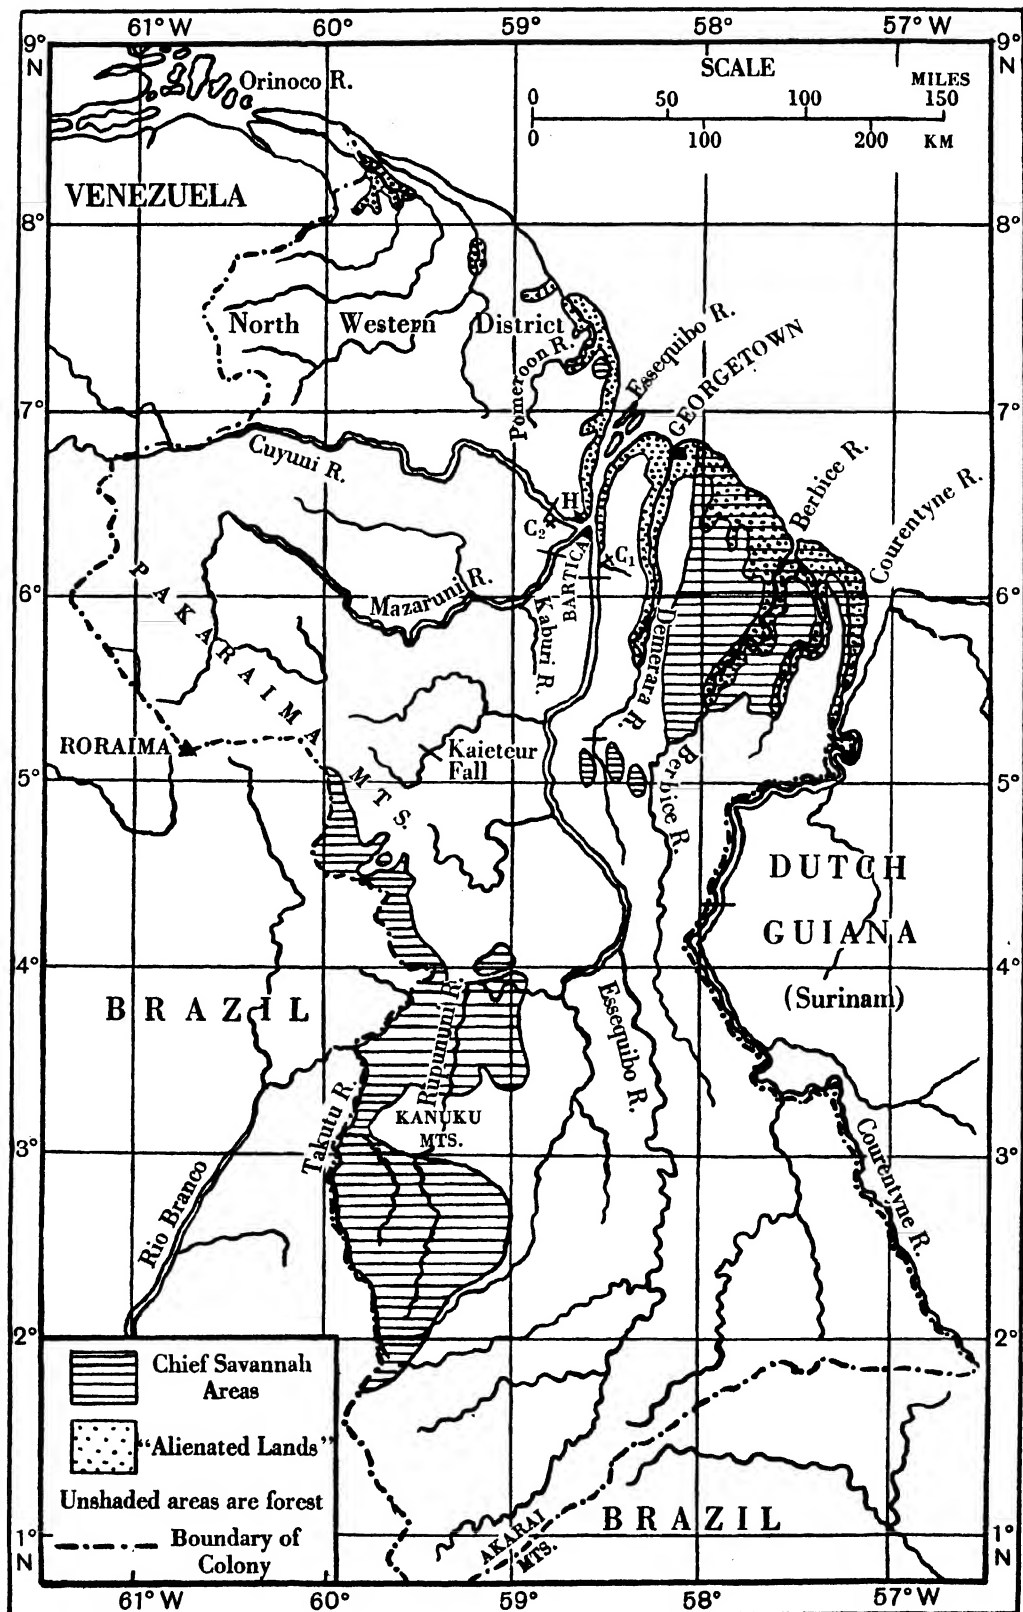 61°W 60° 59° 58° 57°W
9°
N
9°
N
SCALE
MILES
0 50 100 150
0 100 200 KM
Orinoco R.
VENEZUELA
8°
8°
North Western District
Pomeroon R.
Essequibo R.
GEORGETOWN
7°
7°
Cuyuni R.
Berbice R.
Courentyne R.
H
C₂
BARTICA
C₁
6°
6°
PAKARAIMA MTS.
Mazaruni R.
Kaburi R.
Demerara R.
RORAIMA
Kaieteur
Fall
Berbice R.
5°
5°
DUTCH
GUIANA
(Surinam)
4°
4°
BRAZIL
Rupununi R.
Essequibo R.
KANUKU
MTS.
Takutu R.
3°
3°
Courentyne R.
Rio Branco
2°
2°
Chief Savannah
Areas
"Alienated Lands"
Unshaded areas are forest
Boundary of
Colony
BRAZIL
AKARAI
MTS.
1°
N
1°
N
61°W 60° 59° 58° 57°W